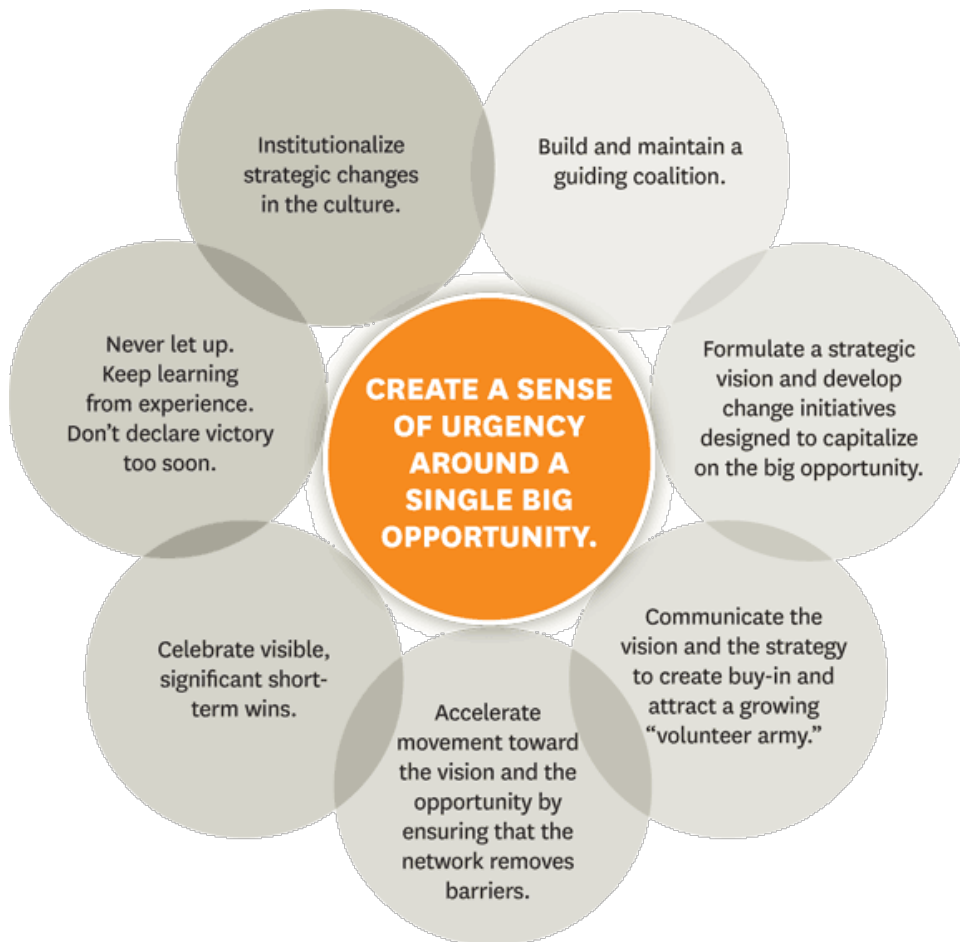 Institutionalize
strategic changes
in the culture.
Build and maintain a
guiding coalition.
Never let up.
Keep learning
from experience.
Don't declare victory
too soon.
CREATE A SENSE
OF URGENCY
AROUND A
SINGLE BIG
OPPORTUNITY.
Formulate a strategic
vision and develop
change initiatives
designed to capitalize
on the big opportunity.
Celebrate visible,
significant short-
term wins.
Accelerate
movement toward
the vision and the
opportunity by
ensuring that the
network removes
barriers.
Communicate the
vision and the strategy
to create buy-in and
attract a growing
“volunteer army.”